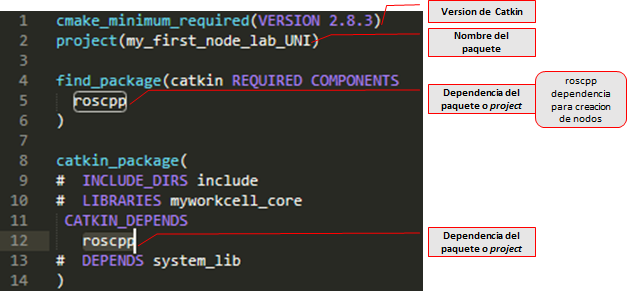 1 cmake_minimum_required(VERSION 2.8.3)
2 project(my_first_node_lab_UNI)
3
4 find_package(catkin REQUIRED COMPONENTS
5 roscpp
6 )
7
8 catkin_package(
9 # INCLUDE_DIRS include
10 # LIBRARIES myworkcell_core
11 CATKIN_DEPENDS
12 roscpp
13 # DEPENDS system_lib
14 )
Version de Catkin
Nombre del
paquete
Dependencia del
paquete o project
roscpp
dependencia
para creacion
de nodos
Dependencia del
paquete o project